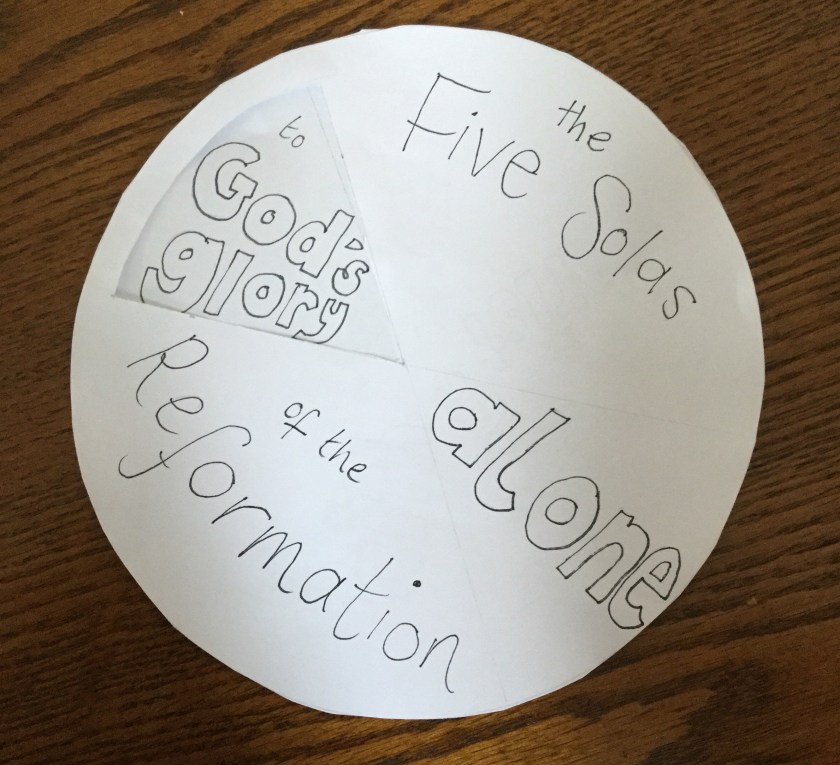 the
Five Solas
of the
Reformation
to
God's
glory
alone